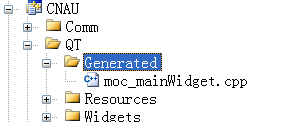 CNAU
Comm
QT
Generated
moc_mainWidget.cpp
Resources
Widgets